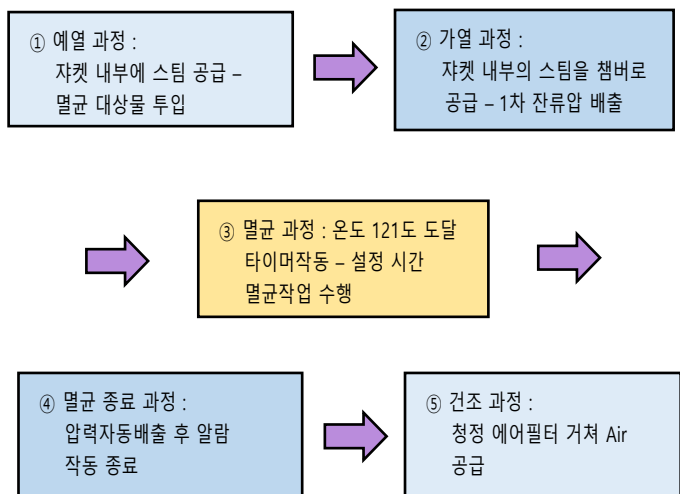 ① 예열 과정 :
쟈켓 내부에 스팀 공급 –
멸균 대상물 투입
② 가열 과정 :
쟈켓 내부의 스팀을 챔버로
공급 – 1차 잔류압 배출
③ 멸균 과정 : 온도 121도 도달
타이머작동 – 설정 시간
멸균작업 수행
④ 멸균 종료 과정 :
압력자동배출 후 알람
작동 종료
⑤ 건조 과정 :
청정 에어필터 거쳐 Air
공급